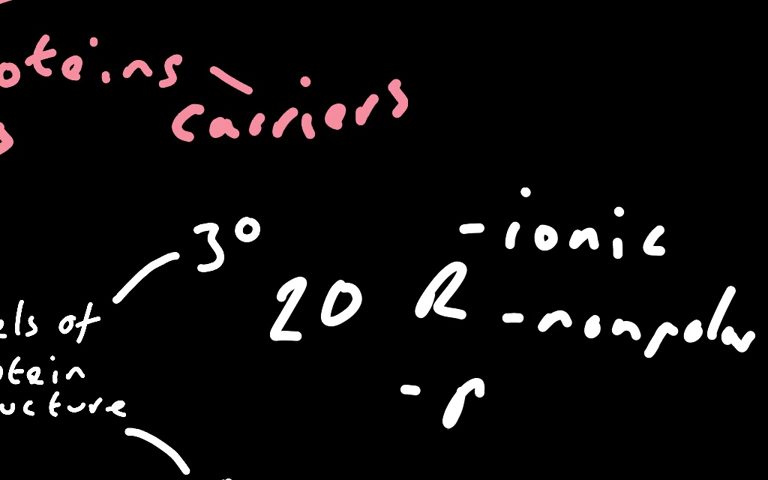 oteins
carriers
s
3°
- ionic
20 R
- nonpolar
els of
otein
ucture
- p